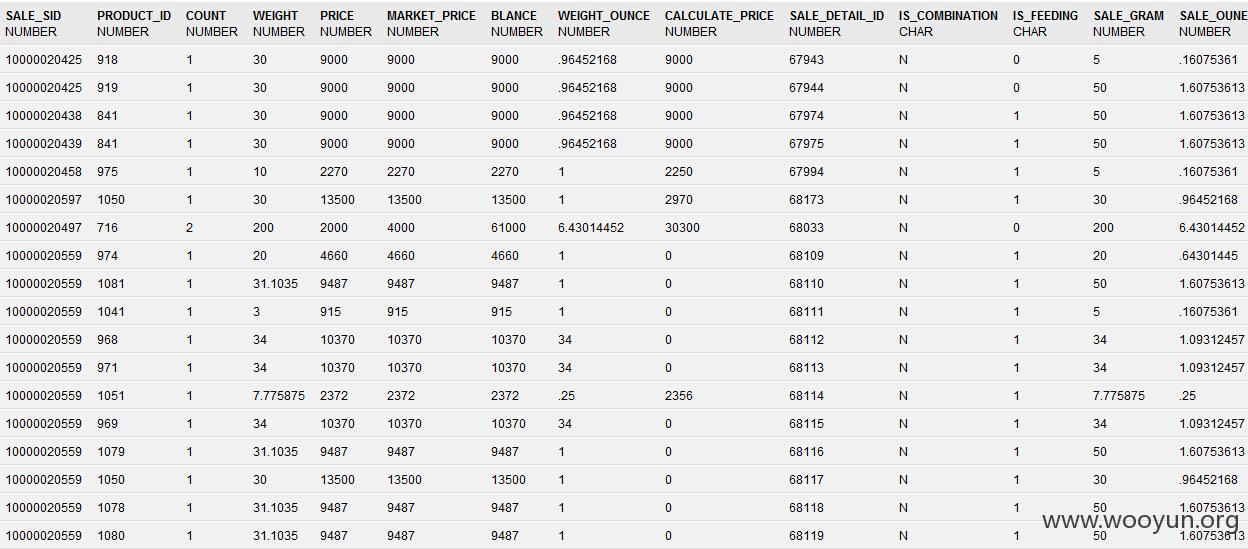 SALE_SID PRODUCT_ID COUNT WEIGHT PRICE MARKET_PRICE BLANCE WEIGHT_OUNCE CALCULATE_PRICE SALE_DETAIL_ID IS_COMBINATION IS_FEEDING SALE_GRAM SALE_OUNE
NUMBER NUMBER NUMBER NUMBER NUMBER NUMBER NUMBER NUMBER NUMBER NUMBER CHAR CHAR NUMBER NUMBER
10000020425 918 1 30 9000 9000 9000 .96452168 9000 67943 N 0 5 .16075361
10000020425 919 1 30 9000 9000 9000 .96452168 9000 67944 N 0 50 1.60753613
10000020438 841 1 30 9000 9000 9000 .96452168 9000 67974 N 1 50 1.60753613
10000020439 841 1 30 9000 9000 9000 .96452168 9000 67975 N 1 50 1.60753613
10000020458 975 1 10 2270 2270 2270 1 2250 67994 N 1 5 .16075361
10000020597 1050 1 30 13500 13500 13500 1 2970 68173 N 1 30 .96452168
10000020497 716 2 200 2000 4000 61000 6.43014452 30300 68033 N 0 200 6.43014452
10000020559 974 1 20 4660 4660 4660 1 0 68109 N 1 20 .64301445
10000020559 1081 1 31.1035 9487 9487 9487 1 0 68110 N 1 50 1.60753613
10000020559 1041 1 3 915 915 915 1 0 68111 N 1 5 .16075361
10000020559 968 1 34 10370 10370 10370 34 0 68112 N 1 34 1.09312457
10000020559 971 1 34 10370 10370 10370 34 0 68113 N 1 34 1.09312457
10000020559 1051 1 7.775875 2372 2372 2372 .25 2356 68114 N 1 7.775875 .25
10000020559 969 1 34 10370 10370 10370 34 0 68115 N 1 34 1.09312457
10000020559 1079 1 31.1035 9487 9487 9487 1 0 68116 N 1 50 1.60753613
10000020559 1050 1 30 13500 13500 13500 1 0 68117 N 1 30 .96452168
10000020559 1078 1 31.1035 9487 9487 9487 1 0 68118 N 1 50 1.60753613
10000020559 1080 1 31.1035 9487 9487 9487 1 0 68119 N 1 50 1.60753613
www.wooyun.org